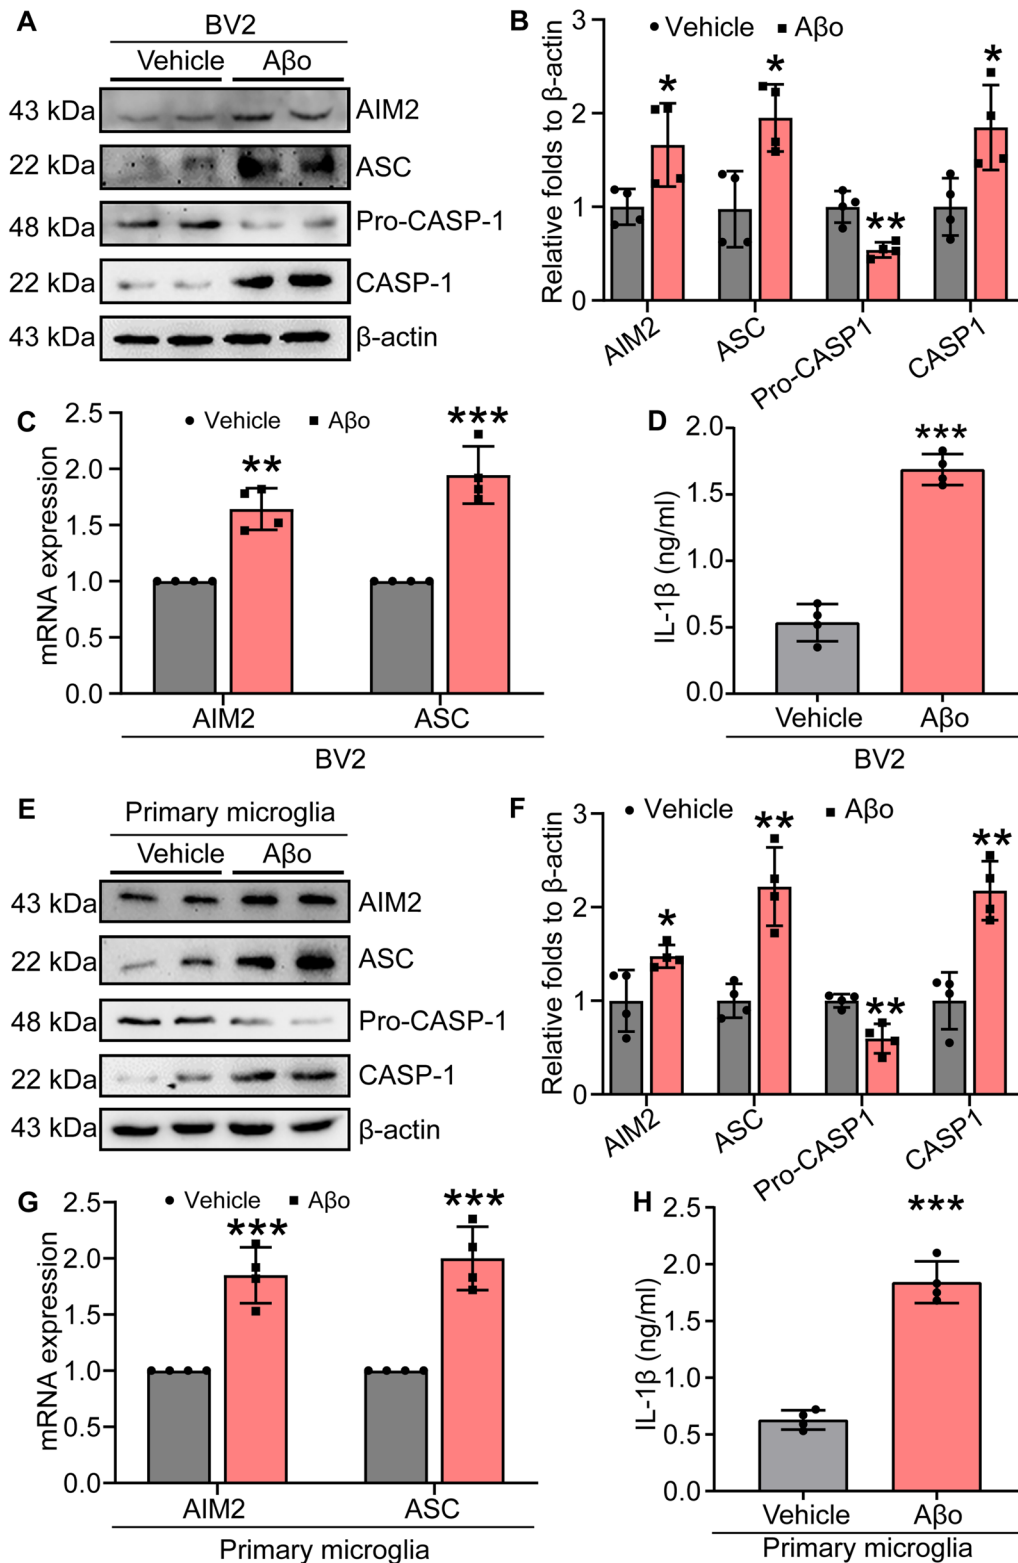 A
BV2
Vehicle Aβo
43 kDa AIM2
22 kDa ASC
48 kDa Pro-CASP-1
22 kDa CASP-1
43 kDa β-actin
B
Vehicle Aβo
Relative folds to β-actin
3
2
1
0
* * ** *
AIM2 ASC Pro-CASP1 CASP1
C
Vehicle Aβo
mRNA expression
2.5
2.0
1.5
1.0
0.5
0.0
** ***
AIM2 ASC
BV2
D
IL-1β (ng/ml)
2.0
1.5
1.0
0.5
0.0
***
Vehicle Aβo
BV2
E
Primary microglia
Vehicle Aβo
43 kDa AIM2
22 kDa ASC
48 kDa Pro-CASP-1
22 kDa CASP-1
43 kDa β-actin
F
Vehicle Aβo
Relative folds to β-actin
3
2
1
0
* ** ** **
AIM2 ASC Pro-CASP1 CASP1
G
Vehicle Aβo
mRNA expression
2.5
2.0
1.5
1.0
0.5
0.0
*** ***
AIM2 ASC
Primary microglia
H
IL-1β (ng/ml)
2.5
2.0
1.5
1.0
0.5
0.0
***
Vehicle Aβo
Primary microglia